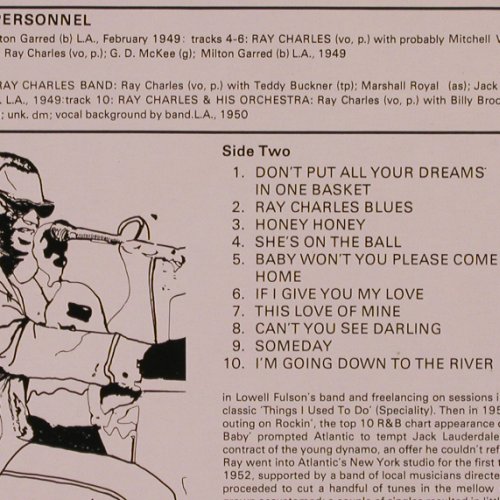 PERSONNEL
ton Garred (b) L.A., February 1949: tracks 4-6: RAY CHARLES (vo, p.) with probably Mitchell
: Ray Charles (vo, p.); G. D. McKee (g); Milton Garred (b) L.A., 1949
RAY CHARLES BAND: Ray Charles (vo, p.) with Teddy Buckner (tp); Marshall Royal (as); Jack
. L.A., 1949:track 10: RAY CHARLES & HIS ORCHESTRA: Ray Charles (vo, p.) with Billy Broo
; unk. dm; vocal background by band.L.A., 1950
Side Two
1. DON'T PUT ALL YOUR DREAMS
IN ONE BASKET
2. RAY CHARLES BLUES
3. HONEY HONEY
4. SHE'S ON THE BALL
5. BABY WON'T YOU PLEASE COME
HOME
6. IF I GIVE YOU MY LOVE
7. THIS LOVE OF MINE
8. CAN'T YOU SEE DARLING
9. SOMEDAY
10. I'M GOING DOWN TO THE RIVER
in Lowell Fulson's band and freelancing on sessions i
classic 'Things I Used To Do' (Speciality). Then in 195
outing on Rockin', the top 10 R&B chart appearance
Baby' prompted Atlantic to tempt Jack Lauderdale
contract of the young dynamo, an offer he couldn't ref
Ray went into Atlantic's New York studio for the first t
1952, supported by a band of local musicians direct
proceeded to cut a handful of tunes in the mellow